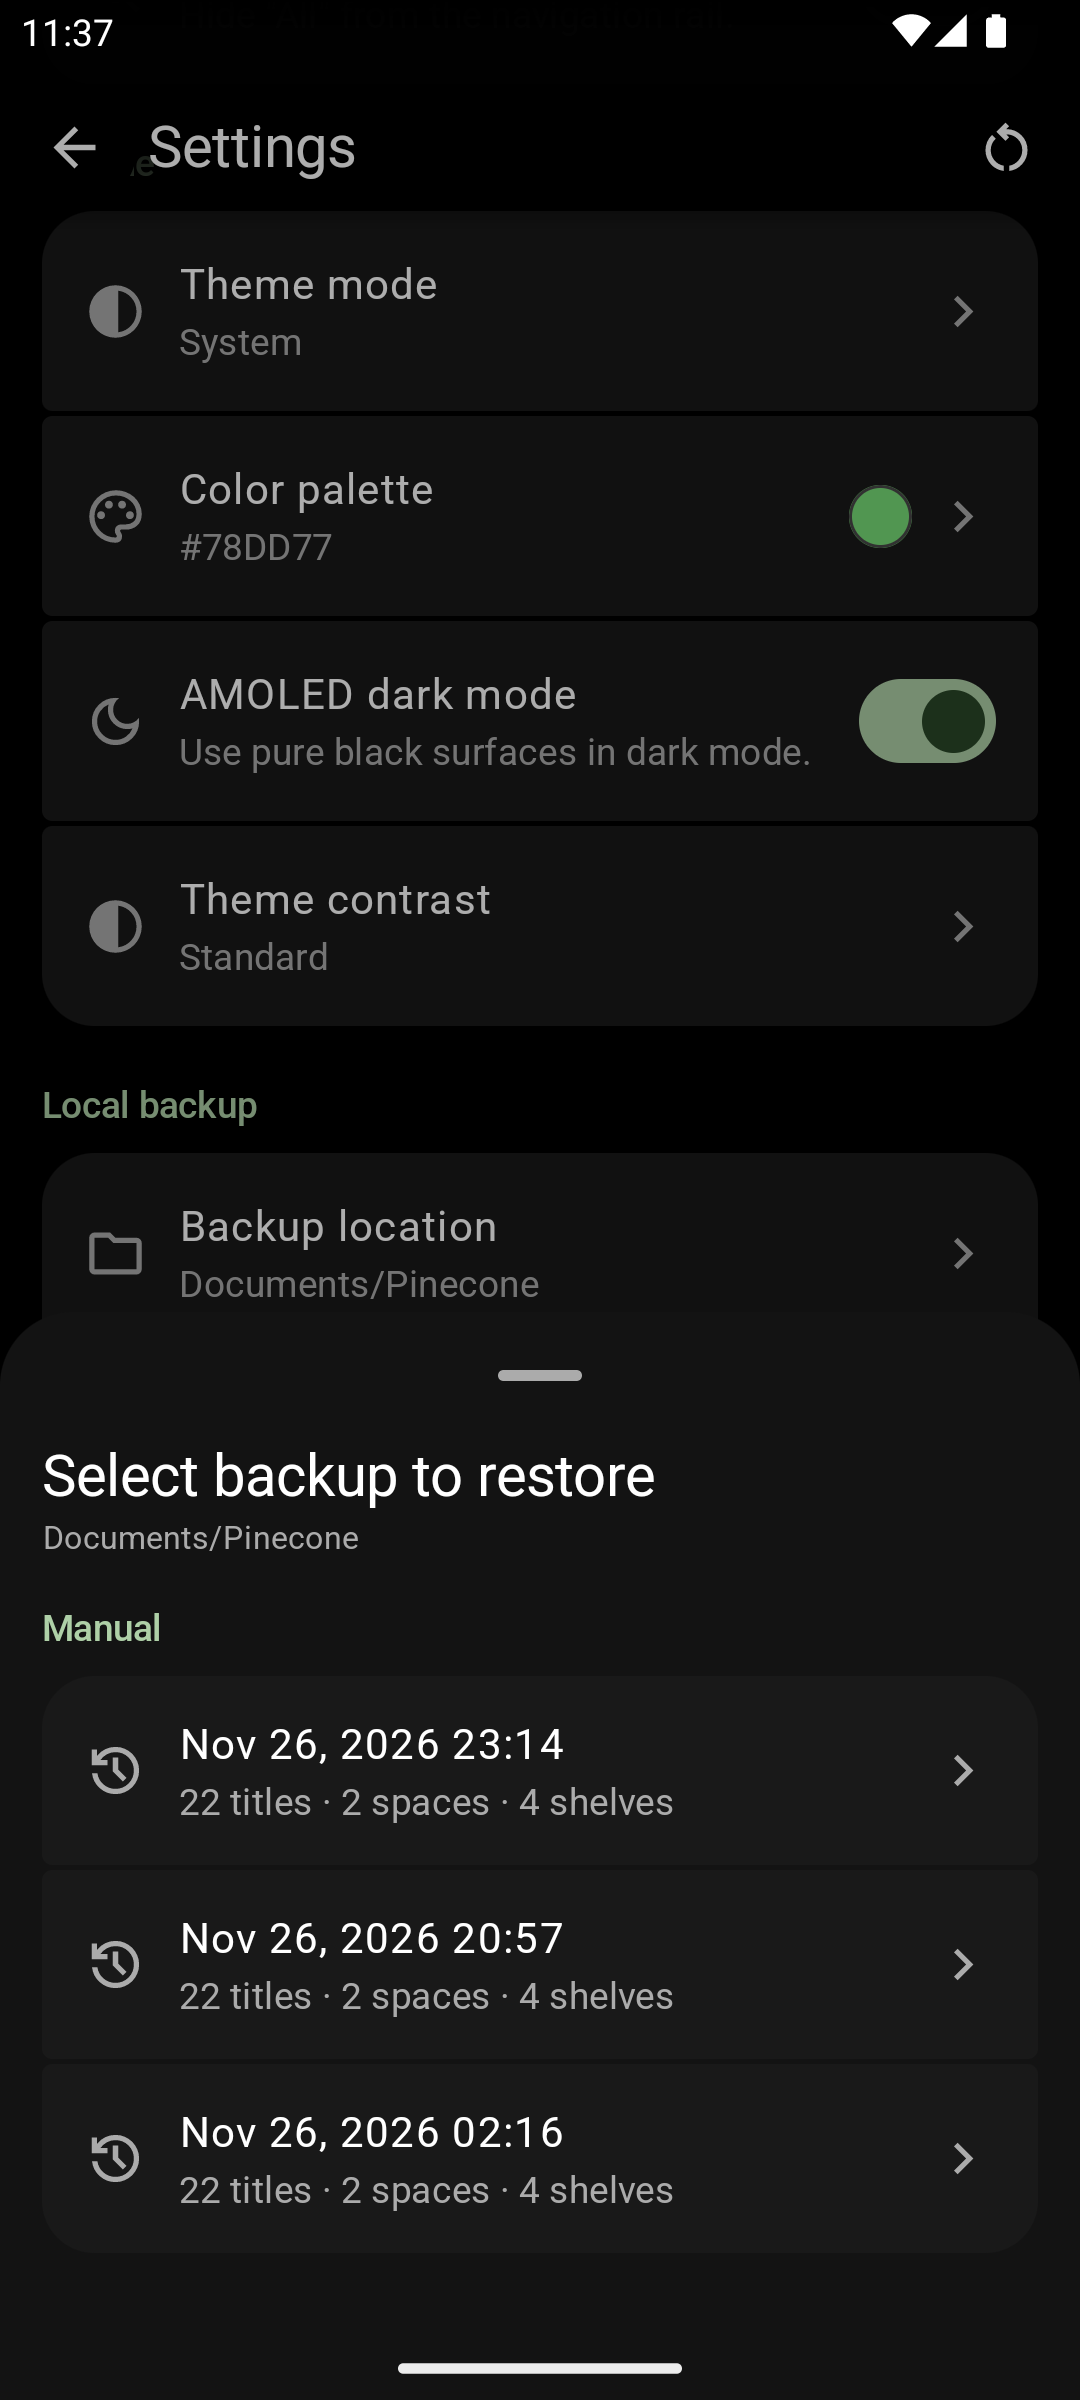 11:37
Settings
Theme mode
System
Color palette
#78DD77
AMOLED dark mode
Use pure black surfaces in dark mode.
Theme contrast
Standard
Local backup
Backup location
Documents/Pinecone
Select backup to restore
Documents/Pinecone
Manual
Nov 26, 2026 23:14
22 titles · 2 spaces · 4 shelves
Nov 26, 2026 20:57
22 titles · 2 spaces · 4 shelves
Nov 26, 2026 02:16
22 titles · 2 spaces · 4 shelves